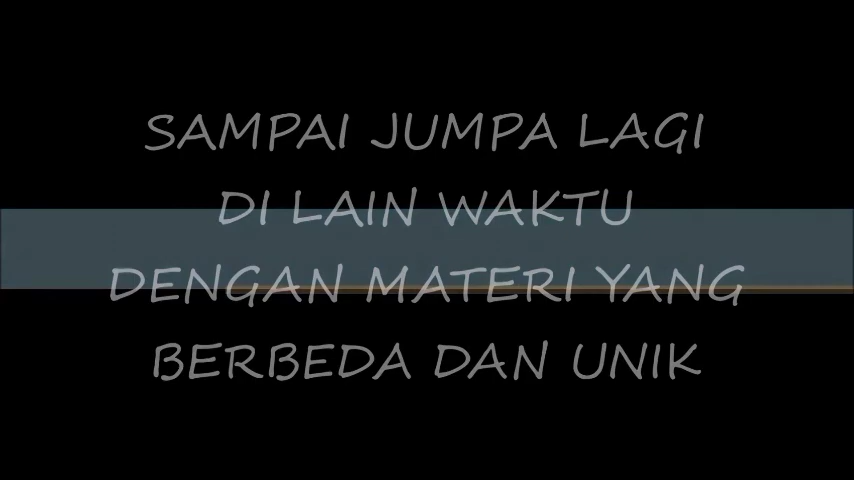 SAMPAI JUMPA LAGI
DI LAIN WAKTU
DENGAN MATERI YANG
BERBEDA DAN UNIK